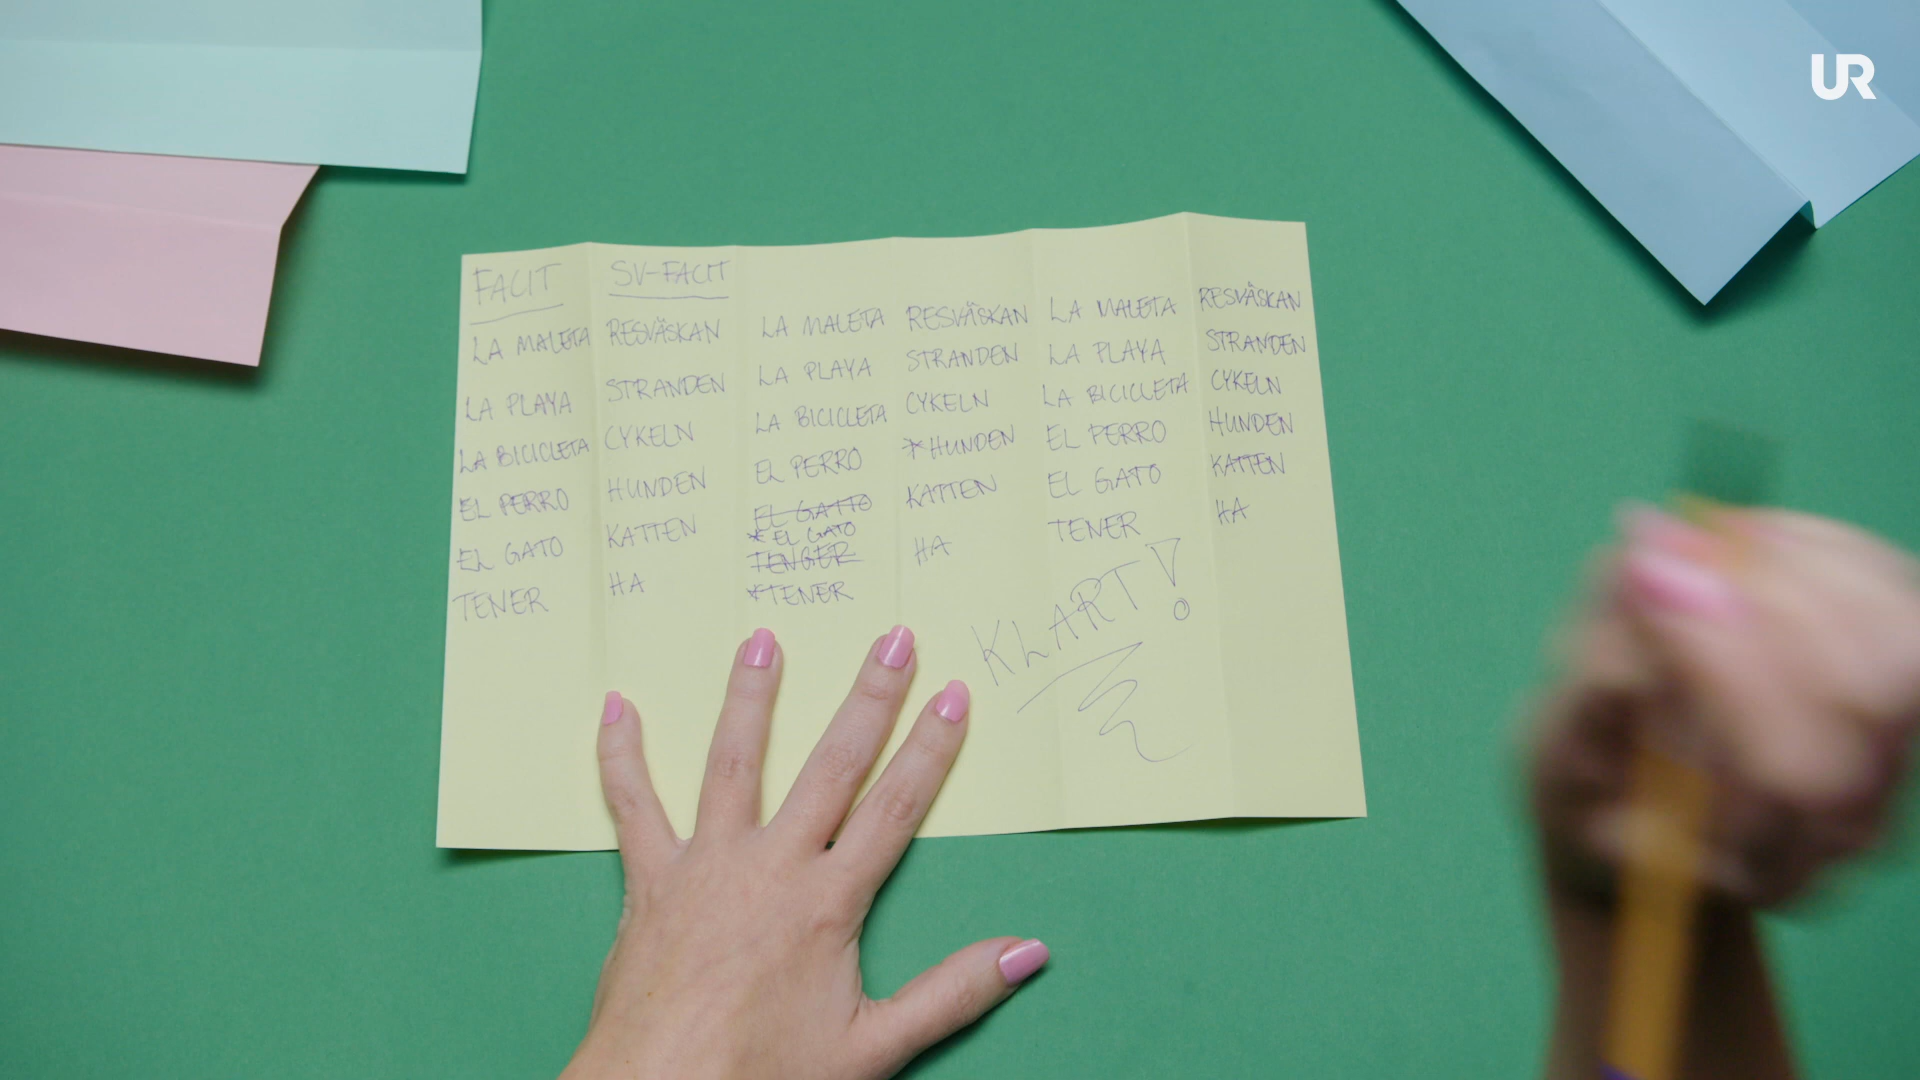 UR
FACIT
LA MALETA
LA PLAYA
LA BICICLETA
EL PERRO
EL GATO
TENER
SV-FACIT
RESVÄSKAN
STRANDEN
CYKELN
HUNDEN
KATTEN
HA
LA MALETA
LA PLAYA
LA BICICLETA
EL PERRO
EL GATTO
*EL GATO
TENGER
*TENER
RESVÄSKAN
STRANDEN
CYKELN
*HUNDEN
KATTEN
HA
LA MALETA
LA PLAYA
LA BICICLETA
EL PERRO
EL GATO
TENER
KLART!
RESVÄSKAN
STRANDEN
CYKELN
HUNDEN
KATTEN
HA